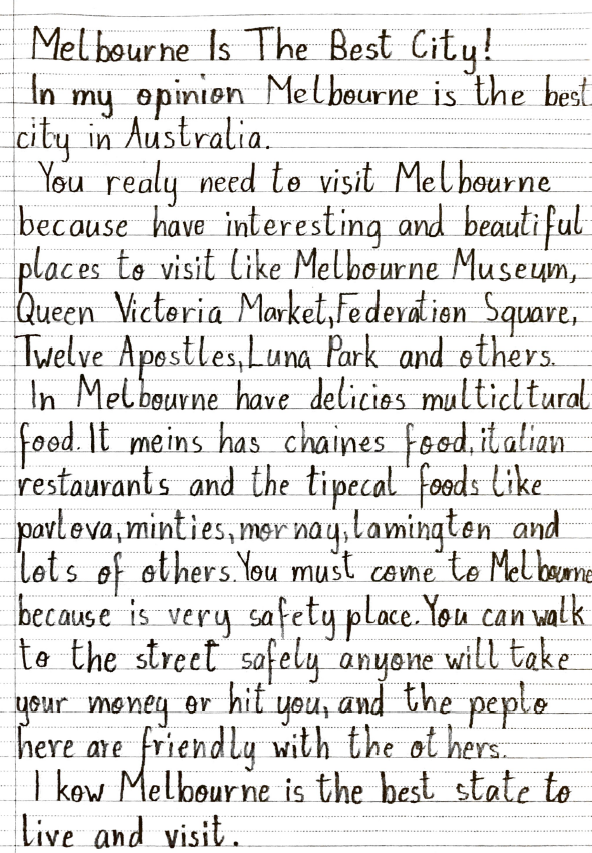 Melbourne Is The Best City!
In my opinion Melbourne is the best
city in Australia.
You realy need to visit Melbourne
because have interesting and beautiful
places to visit like Melbourne Museum,
Queen Victoria Market,Federation Square,
Twelve Apostles,Luna Park and others.
In Melbourne have delicios multicltural
food.It meins has chaines food,italian
restaurants and the tipecal foods like
pavlova,minties,mornay,lamington and
lots of others.You must come to Melbourne
because is very safety place.You can walk
to the street safely anyone will take
your money or hit you,and the peplo
here are friendly with the others.
I kow Melbourne is the best state to
live and visit.